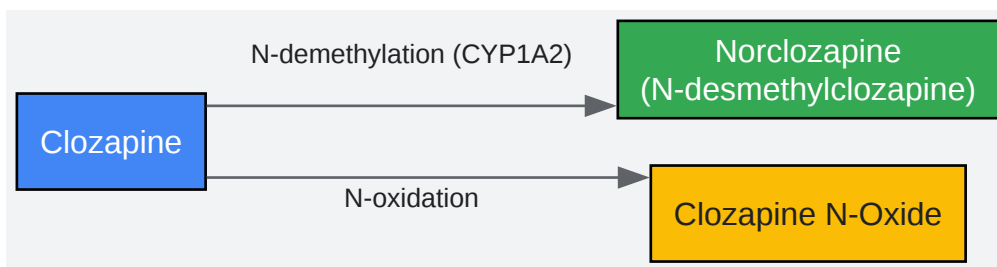 Clozapine
N-demethylation (CYP1A2)
Norclozapine
(N-desmethylclozapine)
N-oxidation
Clozapine N-Oxide